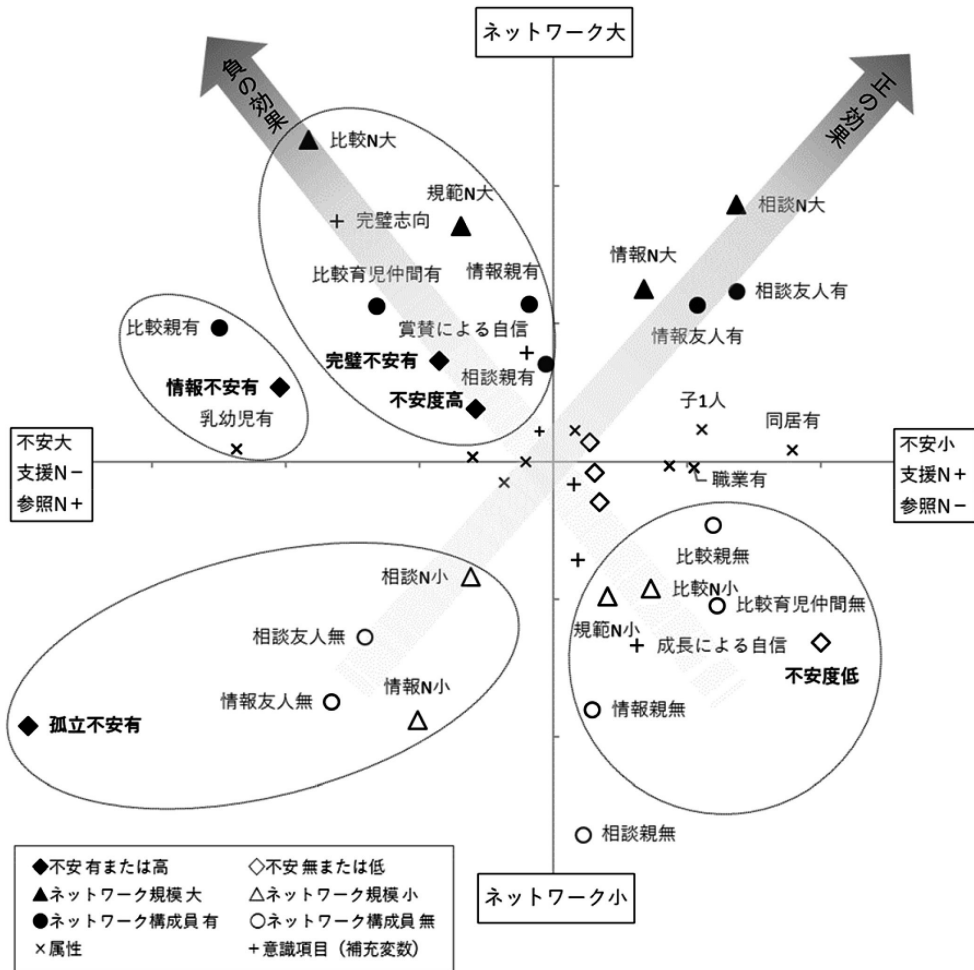 ネットワーク大
負の効果
正の効果
比較N大
規範N大
相談N大
完璧志向
情報N大
比較育児仲間有
情報親有
相談友人有
比較親有
賞賛による自信
情報友人有
完璧不安有
相談親有
情報不安有
不安度高
乳幼児有
子1人
同居有
不安大
支援N−
参照N+
不安小
支援N+
参照N−
職業有
比較親無
相談N小
比較N小
比較育児仲間無
規範N小
相談友人無
成長による自信
不安度低
情報N小
情報友人無
情報親無
孤立不安有
相談親無
◆不安 有または高
◇不安 無または低
▲ネットワーク規模 大
△ネットワーク規模 小
●ネットワーク構成員 有
○ネットワーク構成員 無
×属性
+意識項目（補充変数）
ネットワーク小